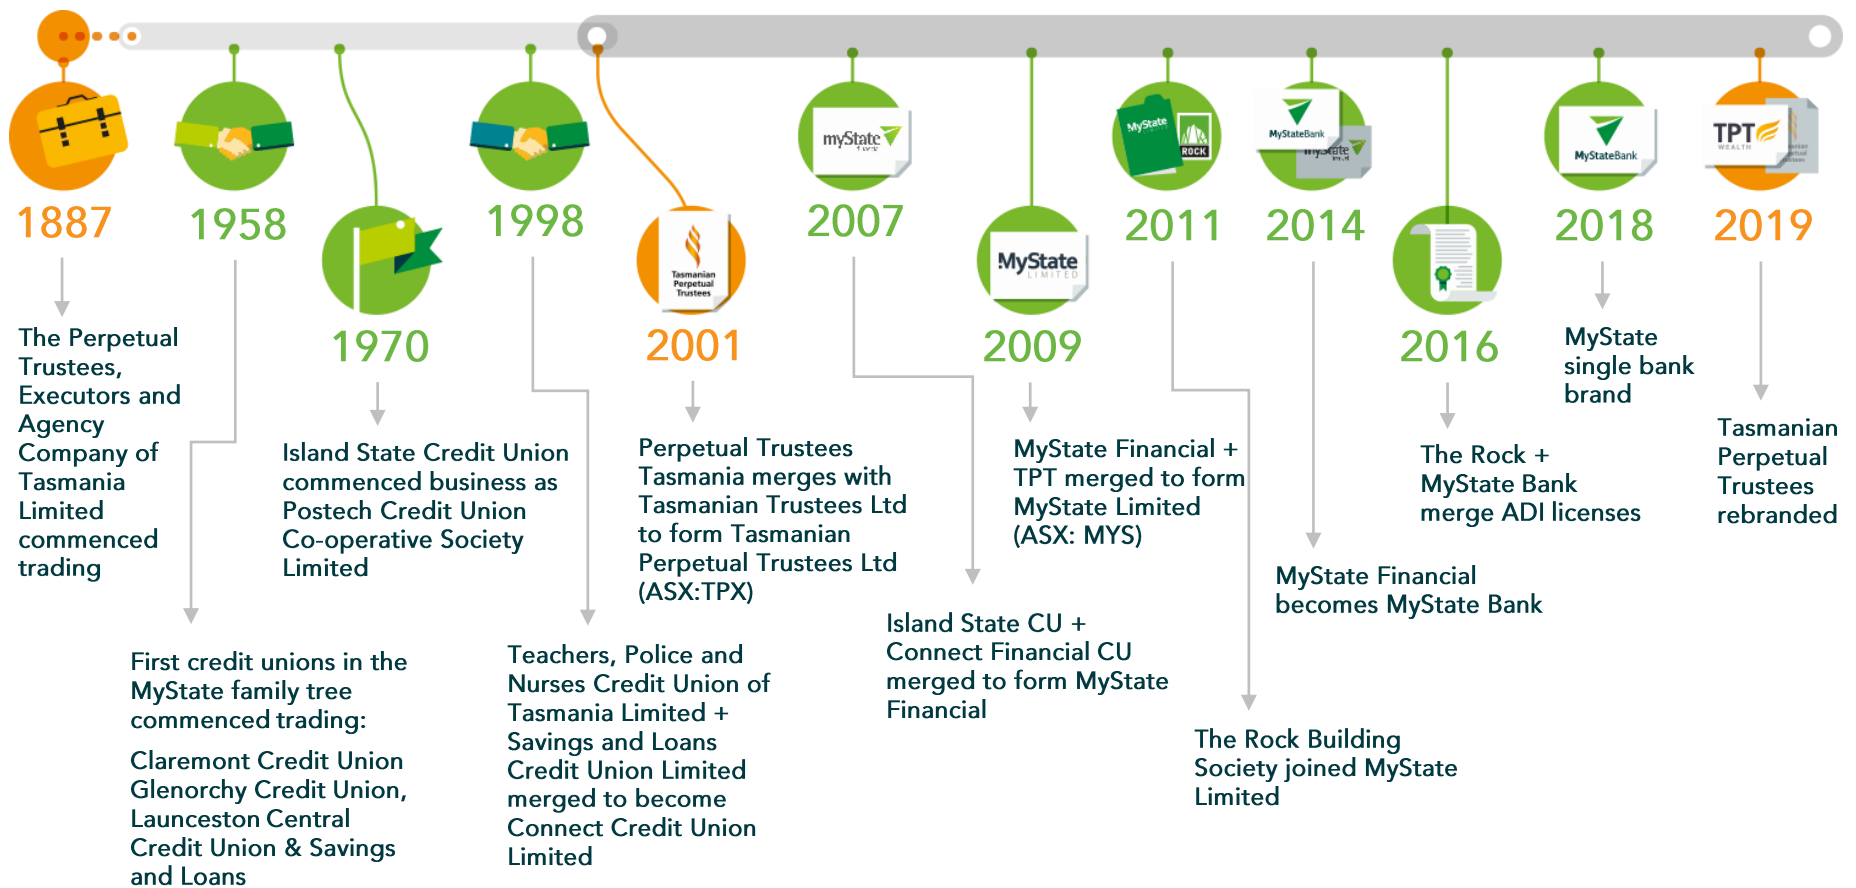 1887
The Perpetual
Trustees,
Executors and
Agency
Company of
Tasmania
Limited
commenced
trading
1958
First credit unions in the
MyState family tree
commenced trading:
Claremont Credit Union
Glenorchy Credit Union,
Launceston Central
Credit Union & Savings
and Loans
1970
Island State Credit Union
commenced business as
Postech Credit Union
Co-operative Society
Limited
1998
Teachers, Police and
Nurses Credit Union of
Tasmania Limited +
Savings and Loans
Credit Union Limited
merged to become
Connect Credit Union
Limited
Tasmanian
Perpetual
Trustees
2001
Perpetual Trustees
Tasmania merges with
Tasmanian Trustees Ltd
to form Tasmanian
Perpetual Trustees Ltd
(ASX:TPX)
myState
2007
Island State CU +
Connect Financial CU
merged to form MyState
Financial
MyState
LIMITED
2009
MyState Financial +
TPT merged to form
MyState Limited
(ASX: MYS)
MyState
LIMITED
ROCK
2011
The Rock Building
Society joined MyState
Limited
MyStateBank
myState
2014
MyState Financial
becomes MyState Bank
2016
The Rock +
MyState Bank
merge ADI licenses
MyStateBank
2018
MyState
single bank
brand
TPT
WEALTH
2019
Tasmanian
Perpetual
Trustees
rebranded